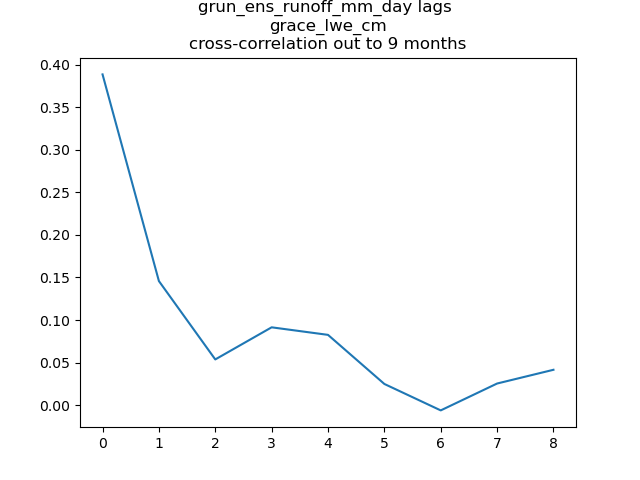 grun_ens_runoff_mm_day lags
grace_lwe_cm
cross-correlation out to 9 months
0.40
0.35
0.30
0.25
0.20
0.15
0.10
0.05
0.00
0 1 2 3 4 5 6 7 8